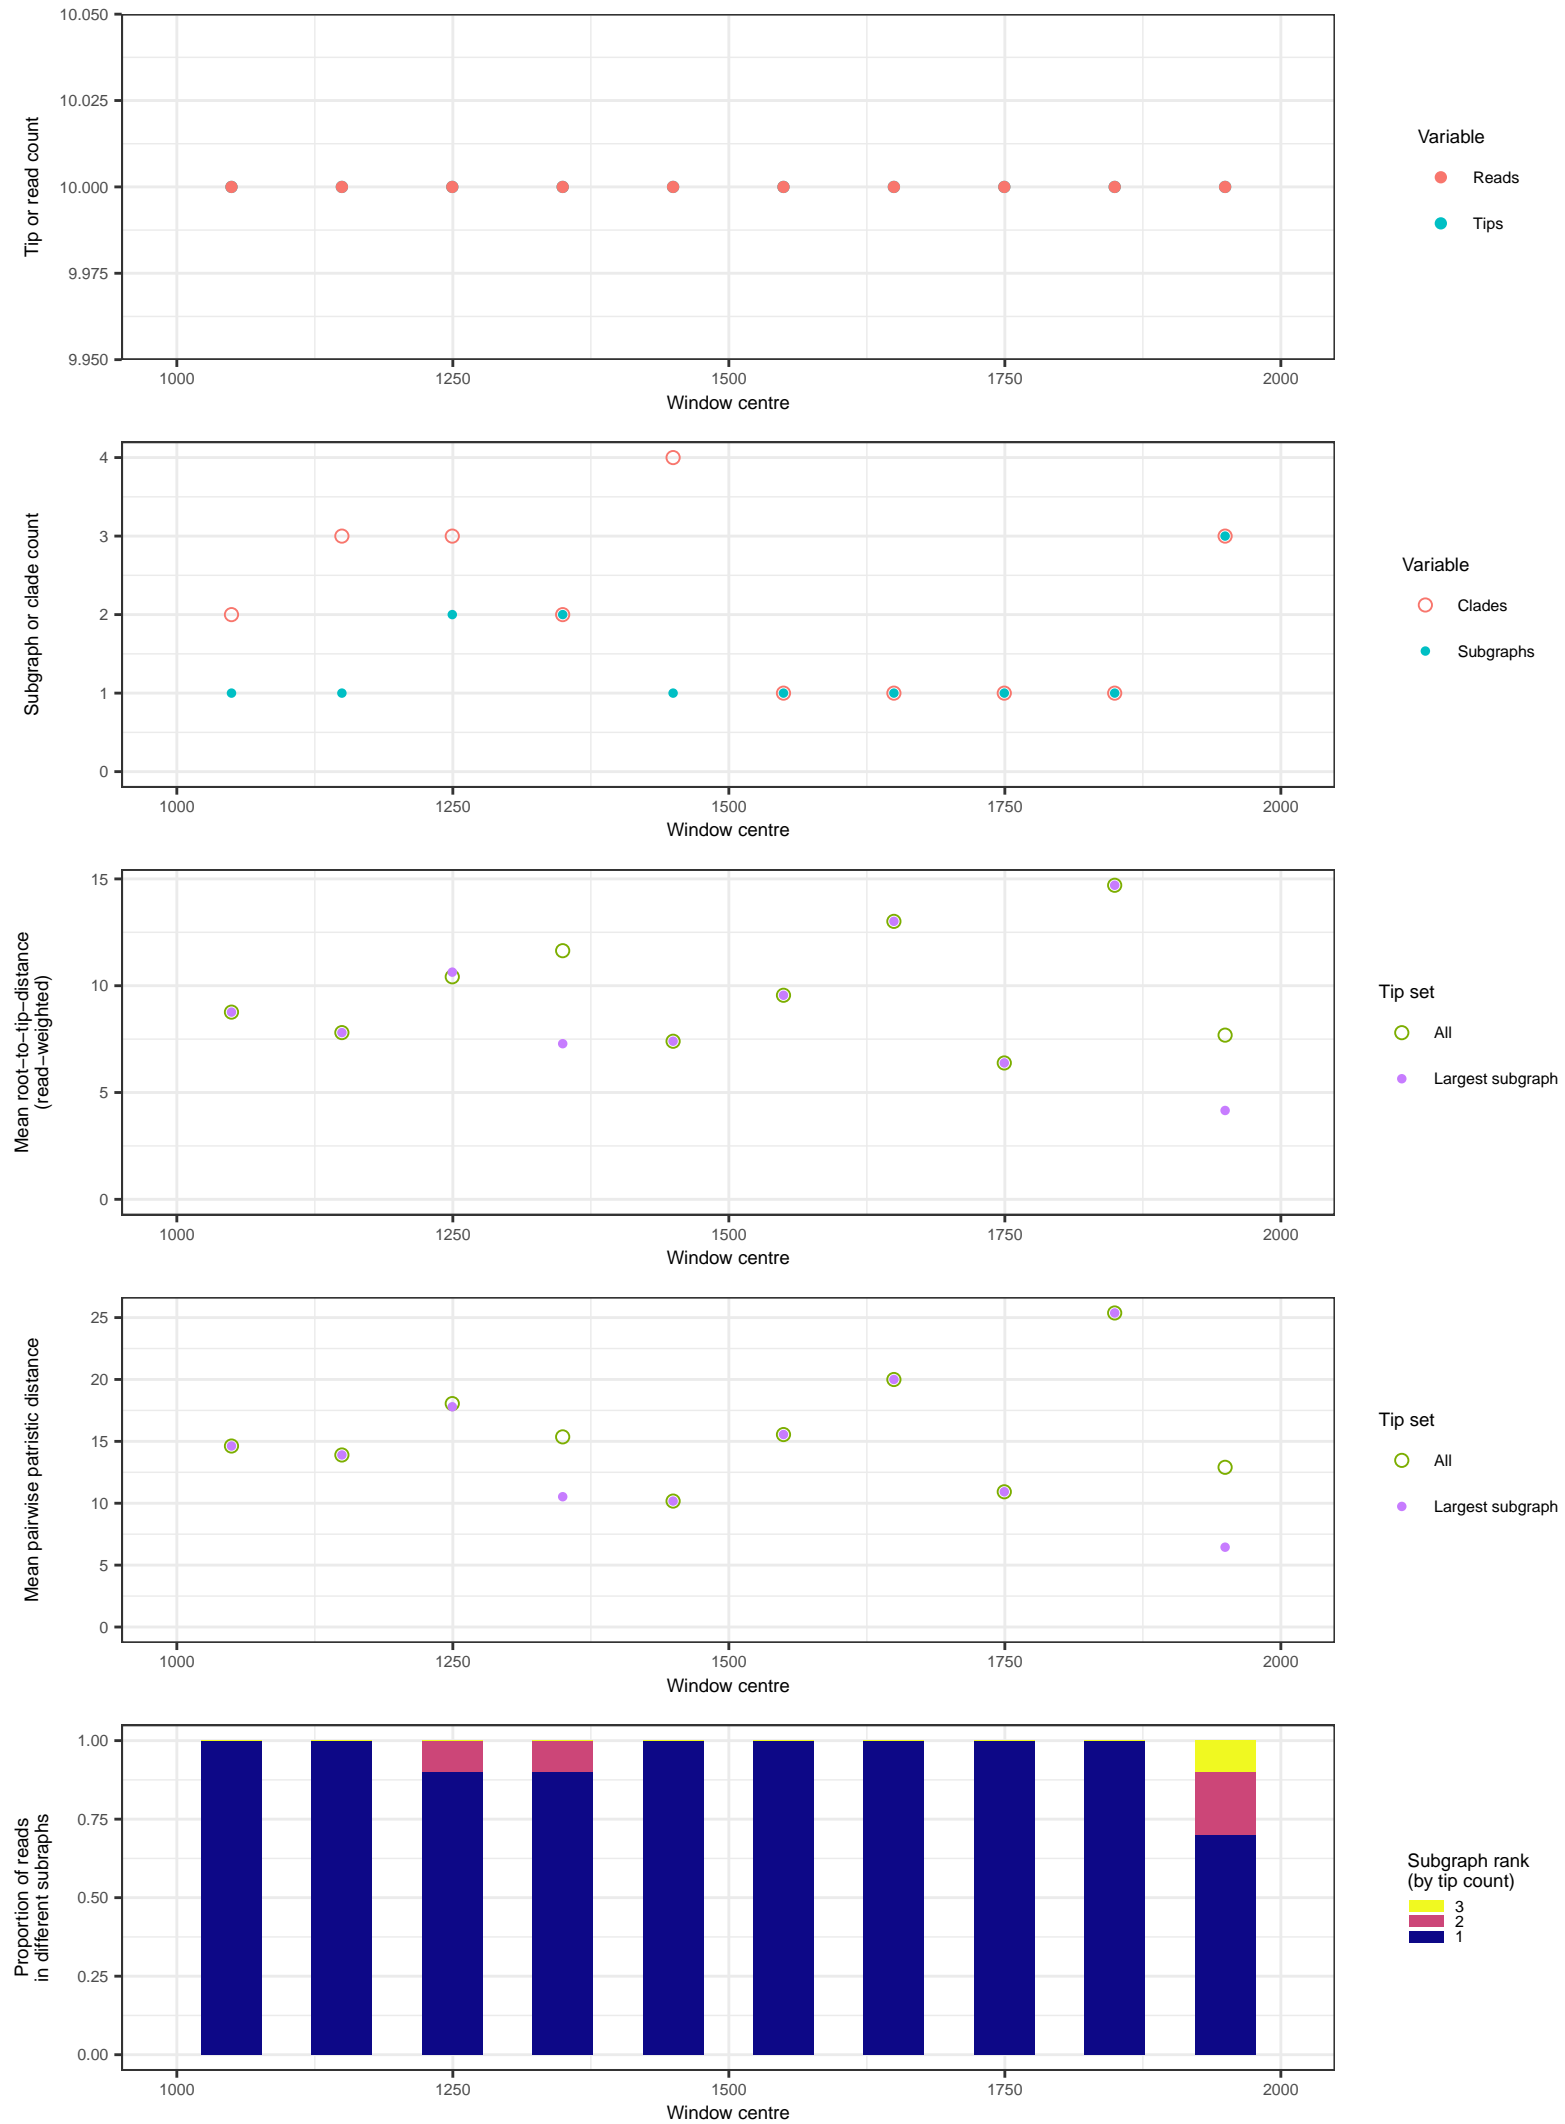 10.050
10.025
10.000
9.975
9.950
Tip or read count
1000 1250 1500 1750 2000
Window centre
Variable
Reads
Tips
4
3
2
1
0
Subgraph or clade count
1000 1250 1500 1750 2000
Window centre
Variable
Clades
Subgraphs
15
10
5
0
Mean root−to−tip−distance
(read−weighted)
1000 1250 1500 1750 2000
Window centre
Tip set
All
Largest subgraph
25
20
15
10
5
0
Mean pairwise patristic distance
1000 1250 1500 1750 2000
Window centre
Tip set
All
Largest subgraph
1.00
0.75
0.50
0.25
0.00
Proportion of reads
in different subraphs
1000 1250 1500 1750 2000
Window centre
Subgraph rank
(by tip count)
3
2
1